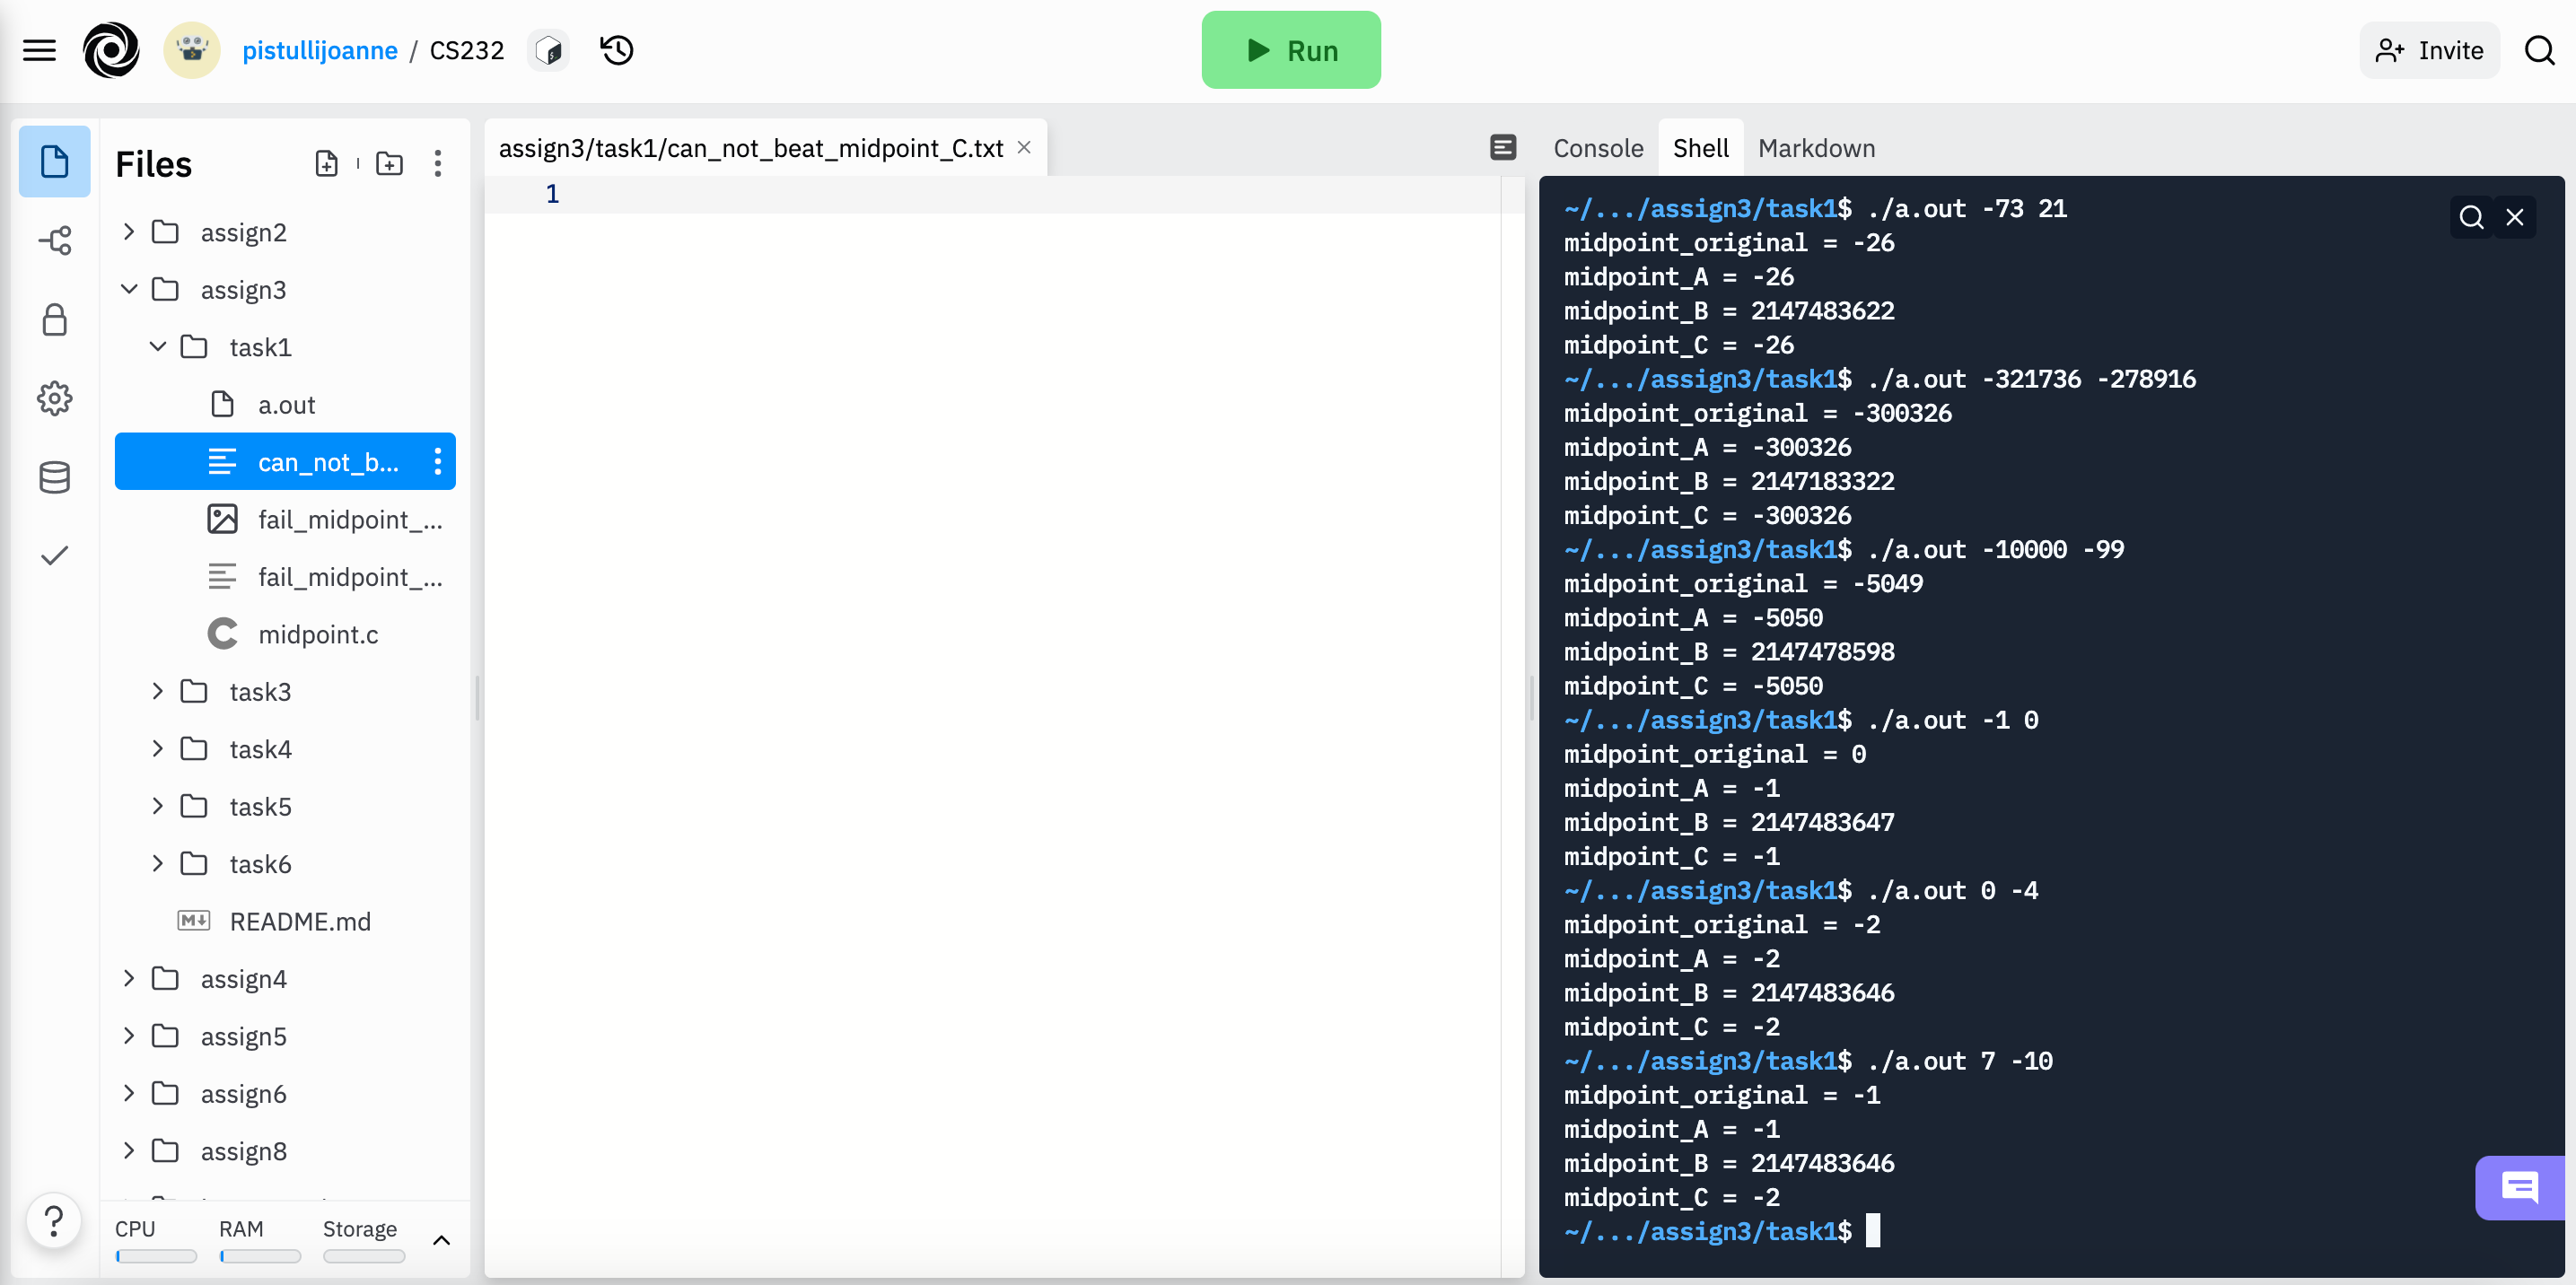 pistullijoanne / CS232
Run
Invite
Files
assign2
assign3
task1
a.out
can_not_b...
fail_midpoint_...
fail_midpoint_...
midpoint.c
task3
task4
task5
task6
README.md
assign4
assign5
assign6
assign8
CPU RAM Storage
?
assign3/task1/can_not_beat_midpoint_C.txt
1
Console Shell Markdown
~/.../assign3/task1$ ./a.out -73 21
midpoint_original = -26
midpoint_A = -26
midpoint_B = 2147483622
midpoint_C = -26
~/.../assign3/task1$ ./a.out -321736 -278916
midpoint_original = -300326
midpoint_A = -300326
midpoint_B = 2147183322
midpoint_C = -300326
~/.../assign3/task1$ ./a.out -10000 -99
midpoint_original = -5049
midpoint_A = -5050
midpoint_B = 2147478598
midpoint_C = -5050
~/.../assign3/task1$ ./a.out -1 0
midpoint_original = 0
midpoint_A = -1
midpoint_B = 2147483647
midpoint_C = -1
~/.../assign3/task1$ ./a.out 0 -4
midpoint_original = -2
midpoint_A = -2
midpoint_B = 2147483646
midpoint_C = -2
~/.../assign3/task1$ ./a.out 7 -10
midpoint_original = -1
midpoint_A = -1
midpoint_B = 2147483646
midpoint_C = -2
~/.../assign3/task1$